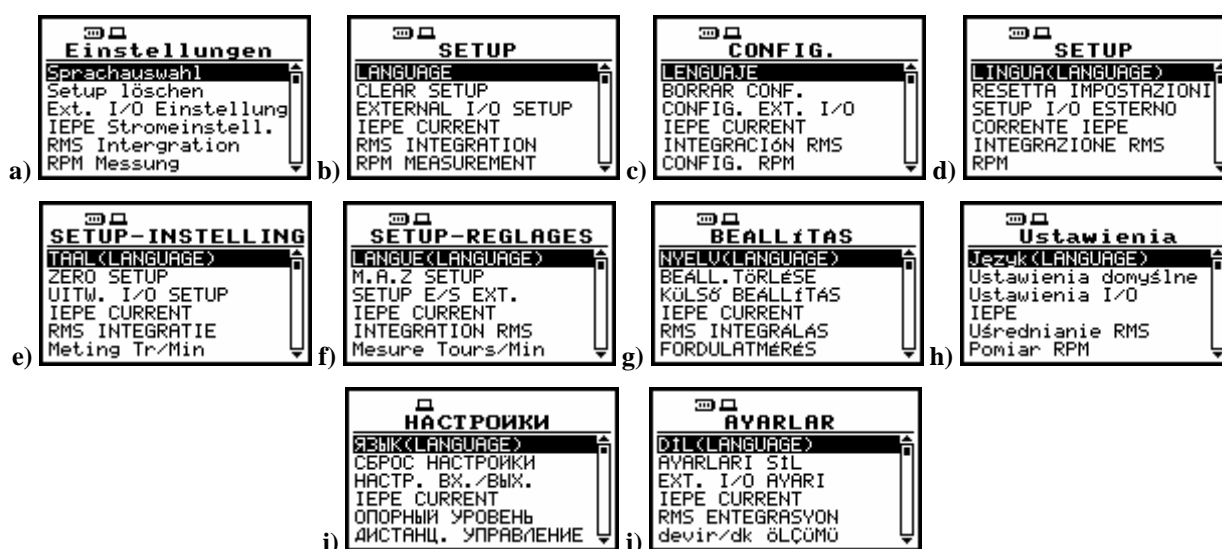 Einstellungen
Sprachauswahl
Setup löschen
Ext. I/O Einstellung
IEPE Stromeinstell.
RMS Intergration
a) RPM Messung
SETUP
LANGUAGE
CLEAR SETUP
EXTERNAL I/O SETUP
IEPE CURRENT
RMS INTEGRATION
b) RPM MEASUREMENT
CONFIG.
LENGUAJE
BORRAR CONF.
CONFIG. EXT. I/O
IEPE CURRENT
INTEGRACIóN RMS
c) CONFIG. RPM
SETUP
LINGUA(LANGUAGE)
RESETTA IMPOSTAZIONI
SETUP I/O ESTERNO
CORRENTE IEPE
INTEGRAZIONE RMS
d) RPM
SETUP-INSTELLING
TAAL(LANGUAGE)
ZERO SETUP
UITW. I/O SETUP
IEPE CURRENT
RMS INTEGRATIE
e) Meting Tr/Min
SETUP-REGLAGES
LANGUE(LANGUAGE)
M.A.Z SETUP
SETUP E/S EXT.
IEPE CURRENT
INTEGRATION RMS
f) Mesure Tours/Min
BEALLíTAS
NYELV(LANGUAGE)
BEÁLL.TöRLÉSE
KüLSő BEÁLLíTÁS
IEPE CURRENT
RMS INTEGRÁLÁS
g) FORDULATMÉRÉS
Ustawienia
Język(LANGUAGE)
Ustawienia domyślne
Ustawienia I/O
IEPE
Uśrednianie RMS
h) Pomiar RPM
НАСТРОЙКИ
ЯЗЫК(LANGUAGE)
СБРОС НАСТРОЙКИ
НАСТР. ВХ./ВЫХ.
IEPE CURRENT
ОПОРНЫЙ УРОВЕНЬ
i) ДИСТАНЦ. УПРАВЛЕНИЕ
AYARLAR
DİL(LANGUAGE)
AYARLARI SİL
EXT. I/O AYARI
IEPE CURRENT
RMS ENTEGRASYON
j) devir/dk öLÇüMü